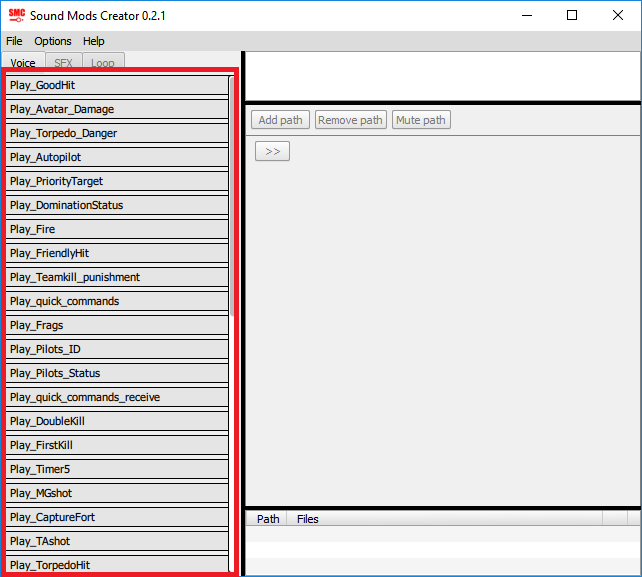 SMC Sound Mods Creator 0.2.1
File Options Help
Voice SFX Loop
Play_GoodHit
Play_Avatar_Damage
Play_Torpedo_Danger
Play_Autopilot
Play_PriorityTarget
Play_DominationStatus
Play_Fire
Play_FriendlyHit
Play_Teamkill_punishment
Play_quick_commands
Play_Frags
Play_Pilots_ID
Play_Pilots_Status
Play_quick_commands_receive
Play_DoubleKill
Play_FirstKill
Play_Timer5
Play_MGshot
Play_CaptureFort
Play_TAshot
Play_TorpedoHit
Add path Remove path Mute path
>>
Path Files